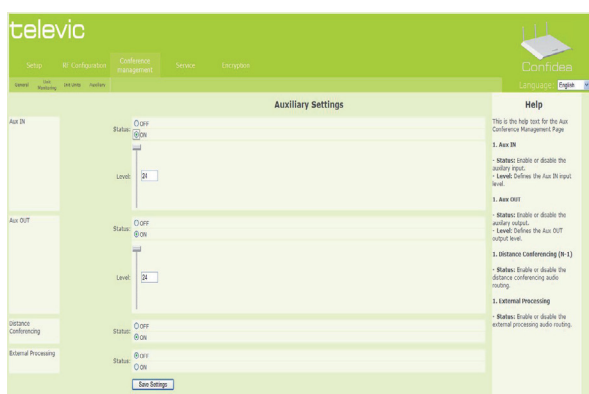 televic
Confidea
Setup RF Configuration Conference management Service Encryption
General Unit Monitoring Unit Setup Auxiliary
Language: English
Auxiliary Settings
Aux IN
Status: OFF
ON
Level: 24
Aux OUT
Status: OFF
ON
Level: 24
Distance Conferencing
Status: OFF
ON
External Processing
Status: OFF
ON
Save Settings
Help
This is the help text for the Aux
Conference Management Page
1. Aux IN
- Status: Enable or disable the
auxiliary input.
- Level: Defines the Aux IN input
level.
1. Aux OUT
- Status: Enable or disable the
auxiliary output.
- Level: Defines the Aux OUT
output level.
1. Distance Conferencing (N-1)
- Status: Enable or disable the
distance conferencing audio
routing.
1. External Processing
- Status: Enable or disable the
external processing audio routing.